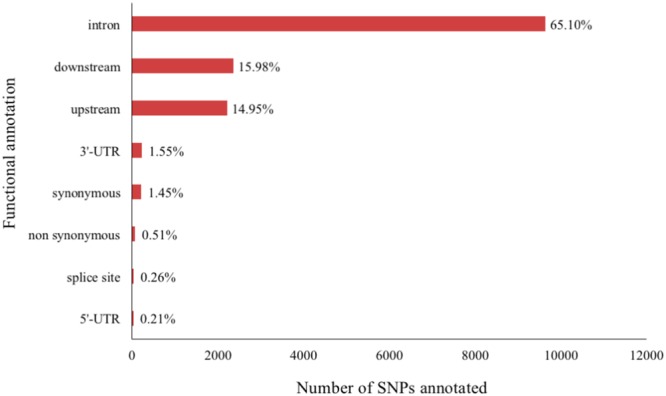 intron 65.10%
downstream 15.98%
upstream 14.95%
3'-UTR 1.55%
synonymous 1.45%
non synonymous 0.51%
splice site 0.26%
5'-UTR 0.21%
Functional annotation
0 2000 4000 6000 8000 10000 12000
Number of SNPs annotated